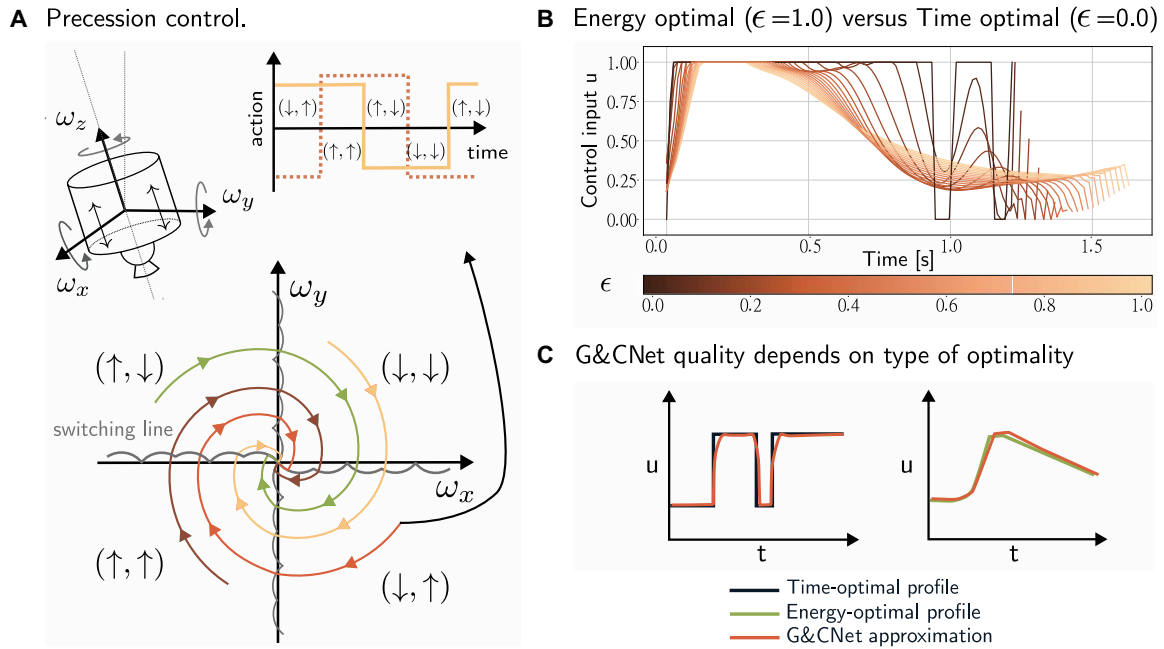 A Precession control.
ω_z
ω_y
ω_x
action
(↓,↑)
(↑,↓)
(↑,↓)
(↑,↑)
(↓,↓)
time
ω_y
(↑,↓)
(↓,↓)
switching line
ω_x
(↑,↑)
(↓,↑)
B Energy optimal (ϵ=1.0) versus Time optimal (ϵ=0.0)
Control input u
1.00
0.75
0.50
0.25
0.00
0.0 0.5 1.0 1.5
Time [s]
ϵ
0.0 0.2 0.4 0.6 0.8 1.0
C G&CNet quality depends on type of optimality
u
t
u
t
Time-optimal profile
Energy-optimal profile
G&CNet approximation